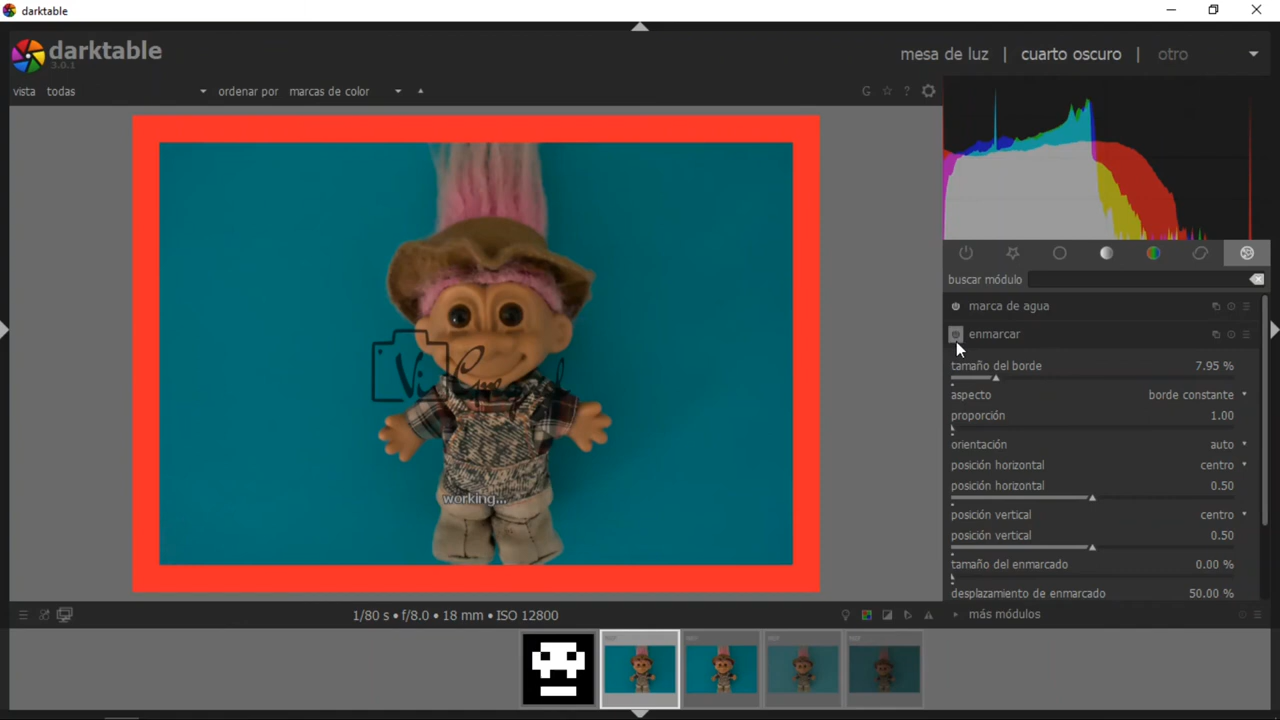 darktable
darktable
3.0.1
mesa de luz | cuarto oscuro | otro
vista todas ordenar por marcas de color
G ☆ ?
buscar módulo
marca de agua
enmarcar
tamaño del borde 7.95 %
aspecto borde constante
proporción 1.00
orientación auto
posición horizontal centro
posición horizontal 0.50
posición vertical centro
posición vertical 0.50
tamaño del enmarcado 0.00 %
desplazamiento de enmarcado 50.00 %
working...
1/80 s • f/8.0 • 18 mm • ISO 12800
más módulos